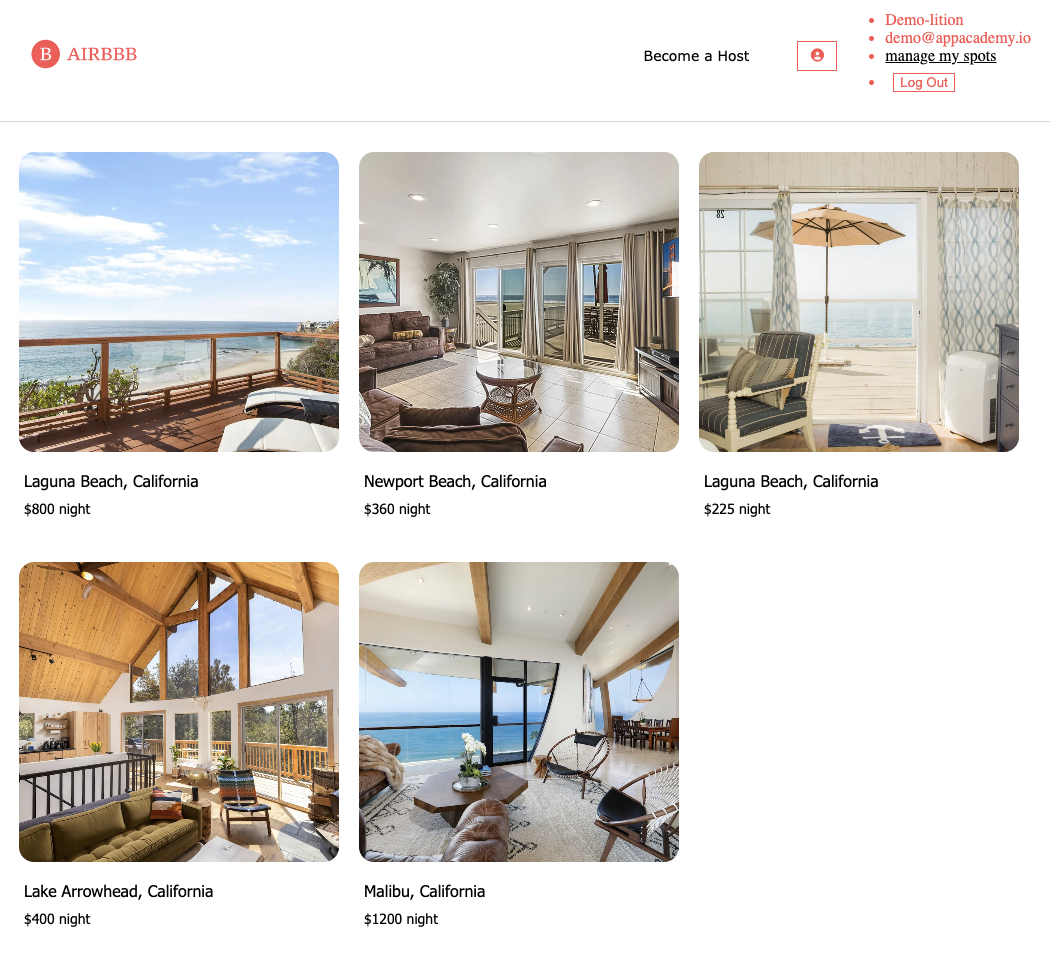 B AIRBBB
Become a Host
Demo-lition
demo@appacademy.io
manage my spots
Log Out
28
Laguna Beach, California
$800 night
Newport Beach, California
$360 night
Laguna Beach, California
$225 night
Lake Arrowhead, California
$400 night
Malibu, California
$1200 night